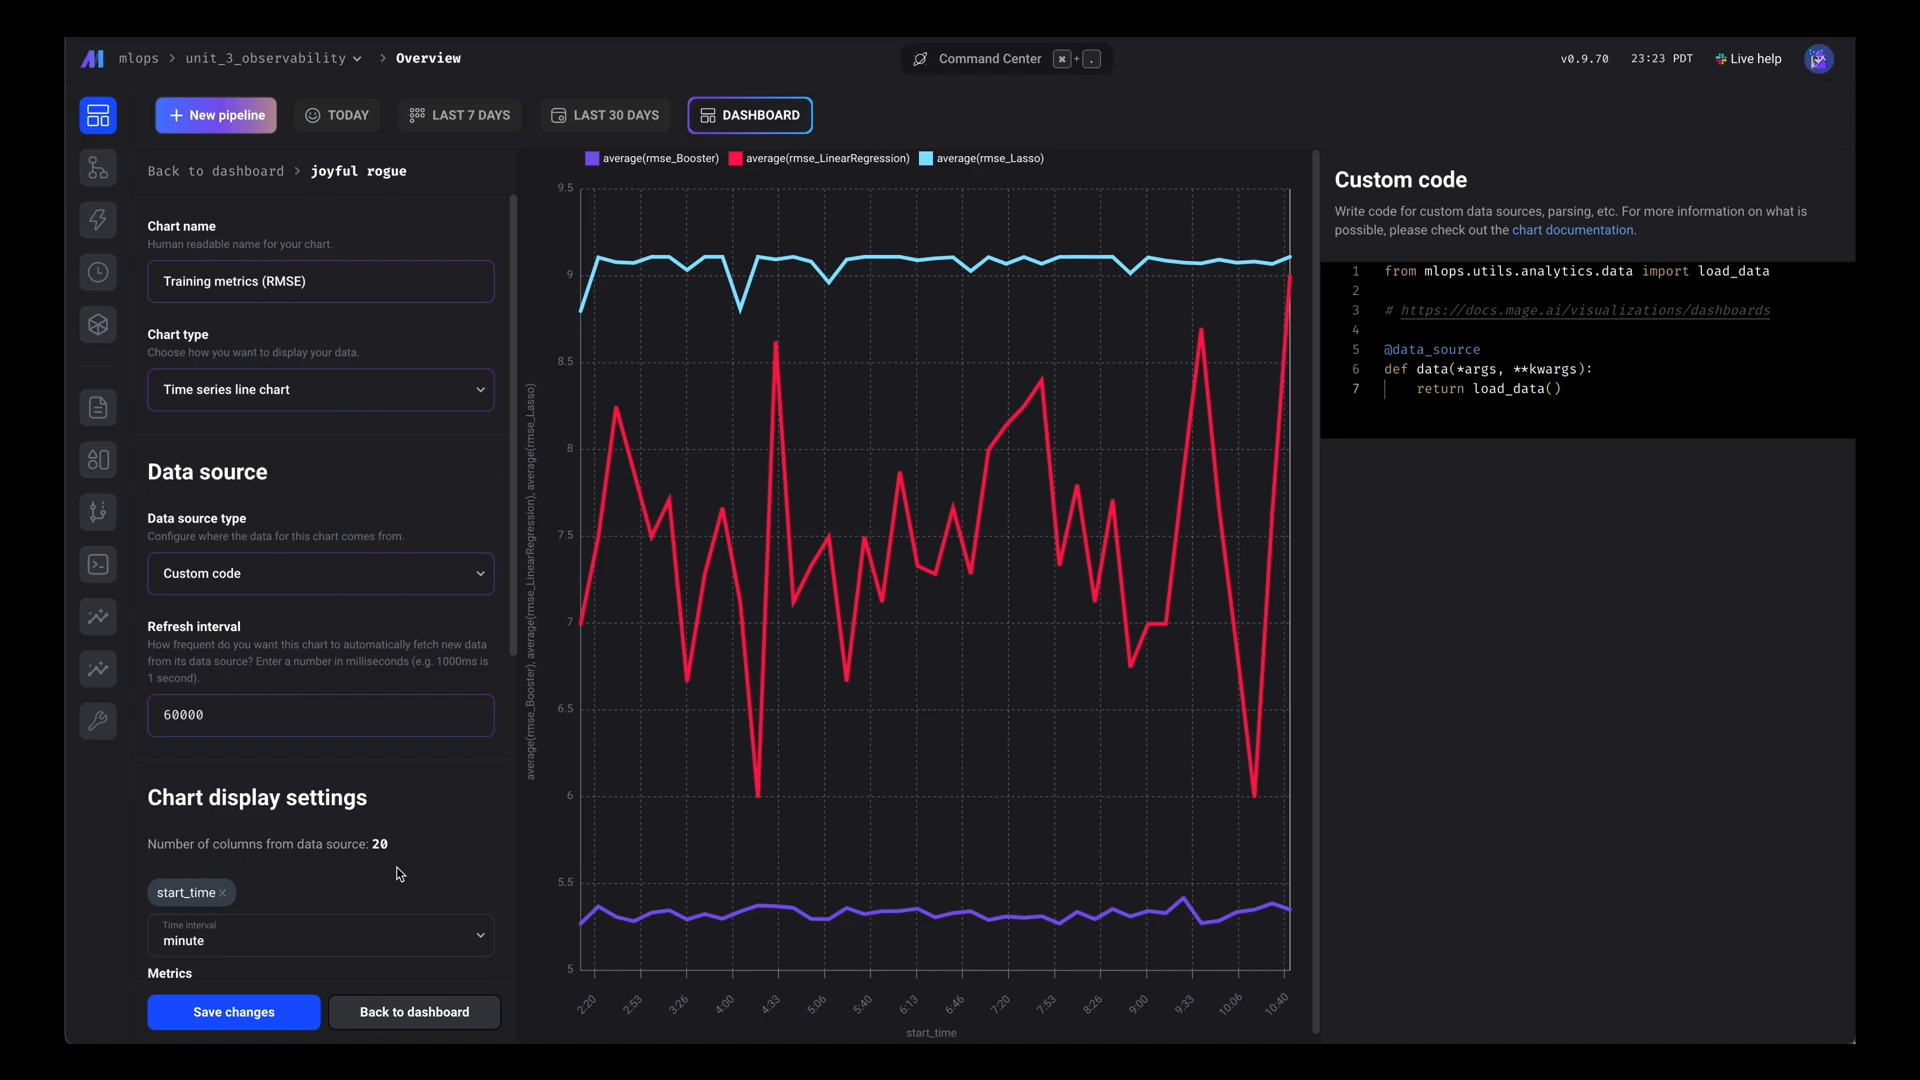 mlops > unit_3_observability > Overview
Command Center ⌘ + .
v0.9.70 23:23 PDT Live help
+ New pipeline TODAY LAST 7 DAYS LAST 30 DAYS DASHBOARD
Back to dashboard > joyful rogue
Chart name
Human readable name for your chart.
Training metrics (RMSE)
Chart type
Choose how you want to display your data.
Time series line chart
Data source
Data source type
Configure where the data for this chart comes from.
Custom code
Refresh interval
How frequent do you want this chart to automatically fetch new data
from its data source? Enter a number in milliseconds (e.g. 1000ms is
1 second).
60000
Chart display settings
Number of columns from data source: 20
start_time ×
Time interval
minute
Metrics
Save changes Back to dashboard
average(rmse_Booster) average(rmse_LinearRegression) average(rmse_Lasso)
average(rmse_Booster), average(rmse_LinearRegression), average(rmse_Lasso)
9.5
9
8.5
8
7.5
7
6.5
6
5.5
5
2:20 2:53 3:26 4:00 4:33 5:06 5:40 6:13 6:46 7:20 7:53 8:26 9:00 9:33 10:06 10:40
start_time
Custom code
Write code for custom data sources, parsing, etc. For more information on what is
possible, please check out the chart documentation.
1 from mlops.utils.analytics.data import load_data
2
3 # https://docs.mage.ai/visualizations/dashboards
4
5 @data_source
6 def data(*args, **kwargs):
7 return load_data()